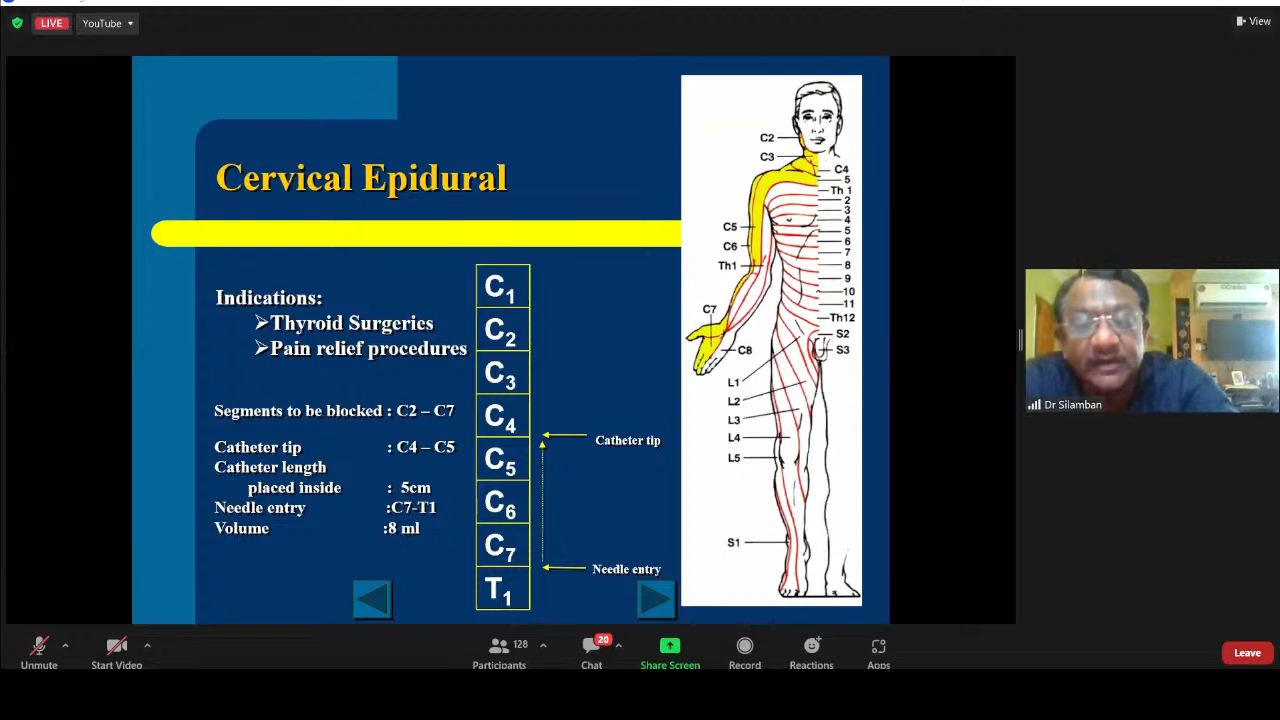 LIVE
YouTube
View
Cervical Epidural
Indications:
➢Thyroid Surgeries
➢Pain relief procedures
Segments to be blocked : C2 – C7
Catheter tip : C4 – C5
Catheter length
placed inside : 5cm
Needle entry :C7-T1
Volume :8 ml
C1
C2
C3
C4
C5
C6
C7
T1
Catheter tip
Needle entry
C2
C3
C4
5
Th 1
2
3
4
5
6
7
8
9
10
11
Th12
S2
S3
C5
C6
Th1
C7
C8
L1
L2
L3
L4
L5
S1
Dr Silamban
Unmute
Start Video
128
Participants
20
Chat
Share Screen
Record
Reactions
Apps
Leave